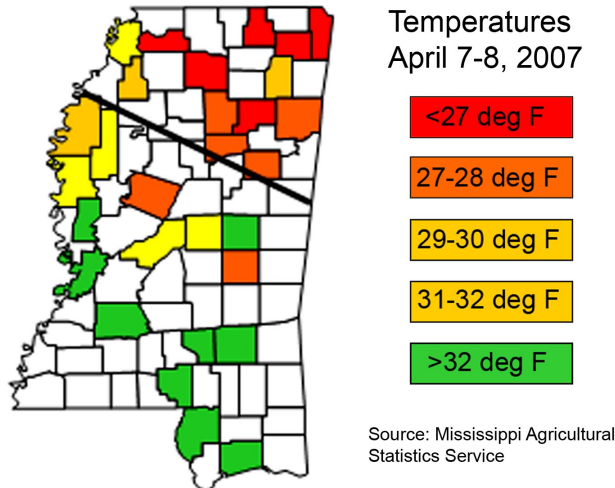 Temperatures
April 7-8, 2007
<27 deg F
27-28 deg F
29-30 deg F
31-32 deg F
>32 deg F
Source: Mississippi Agricultural
Statistics Service